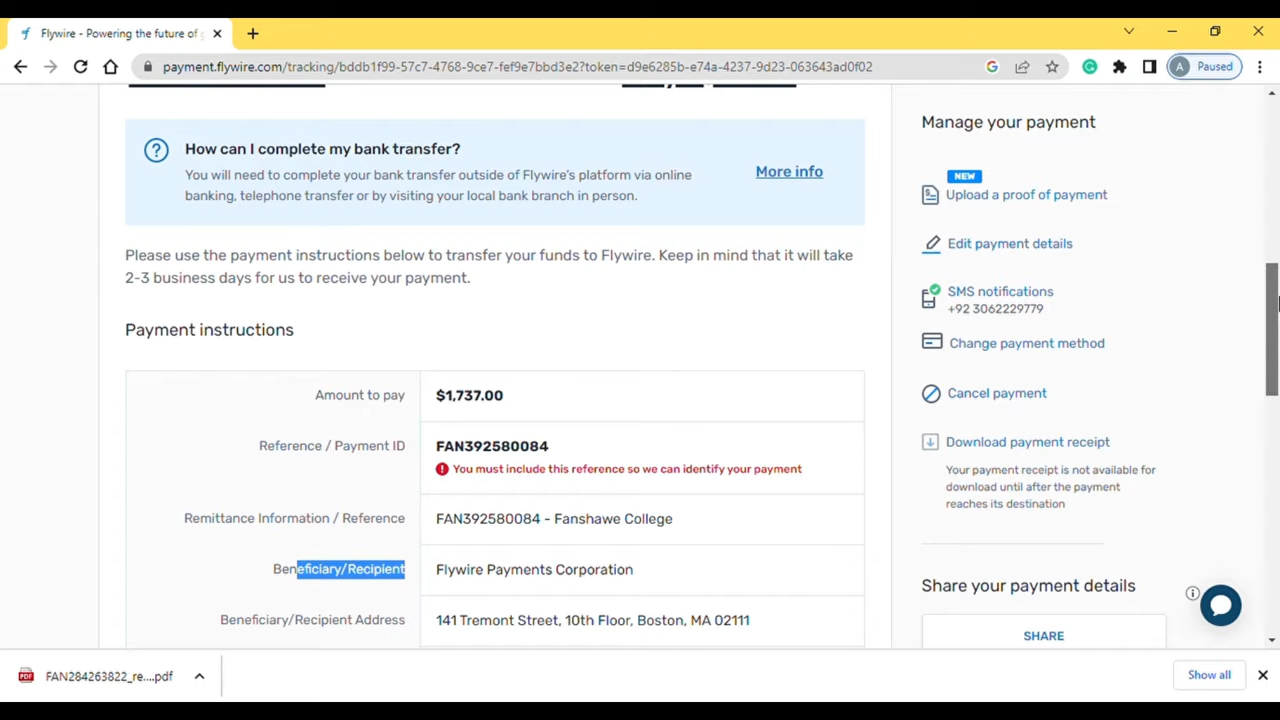 Flywire - Powering the future of g
payment.flywire.com/tracking/bddb1f99-57c7-4768-9ce7-fef9e7bbd3e2?token=d9e6285b-e74a-4237-9d23-063643ad0f02
A Paused
How can I complete my bank transfer?
You will need to complete your bank transfer outside of Flywire's platform via online
banking, telephone transfer or by visiting your local bank branch in person.
More info
Please use the payment instructions below to transfer your funds to Flywire. Keep in mind that it will take
2-3 business days for us to receive your payment.
Payment instructions
Amount to pay $1,737.00
Reference / Payment ID FAN392580084
You must include this reference so we can identify your payment
Remittance Information / Reference FAN392580084 - Fanshawe College
Beneficiary/Recipient Flywire Payments Corporation
Beneficiary/Recipient Address 141 Tremont Street, 10th Floor, Boston, MA 02111
Manage your payment
NEW
Upload a proof of payment
Edit payment details
SMS notifications
+92 3062229779
Change payment method
Cancel payment
Download payment receipt
Your payment receipt is not available for
download until after the payment
reaches its destination
Share your payment details
SHARE
PDF FAN284263822_re....pdf
Show all